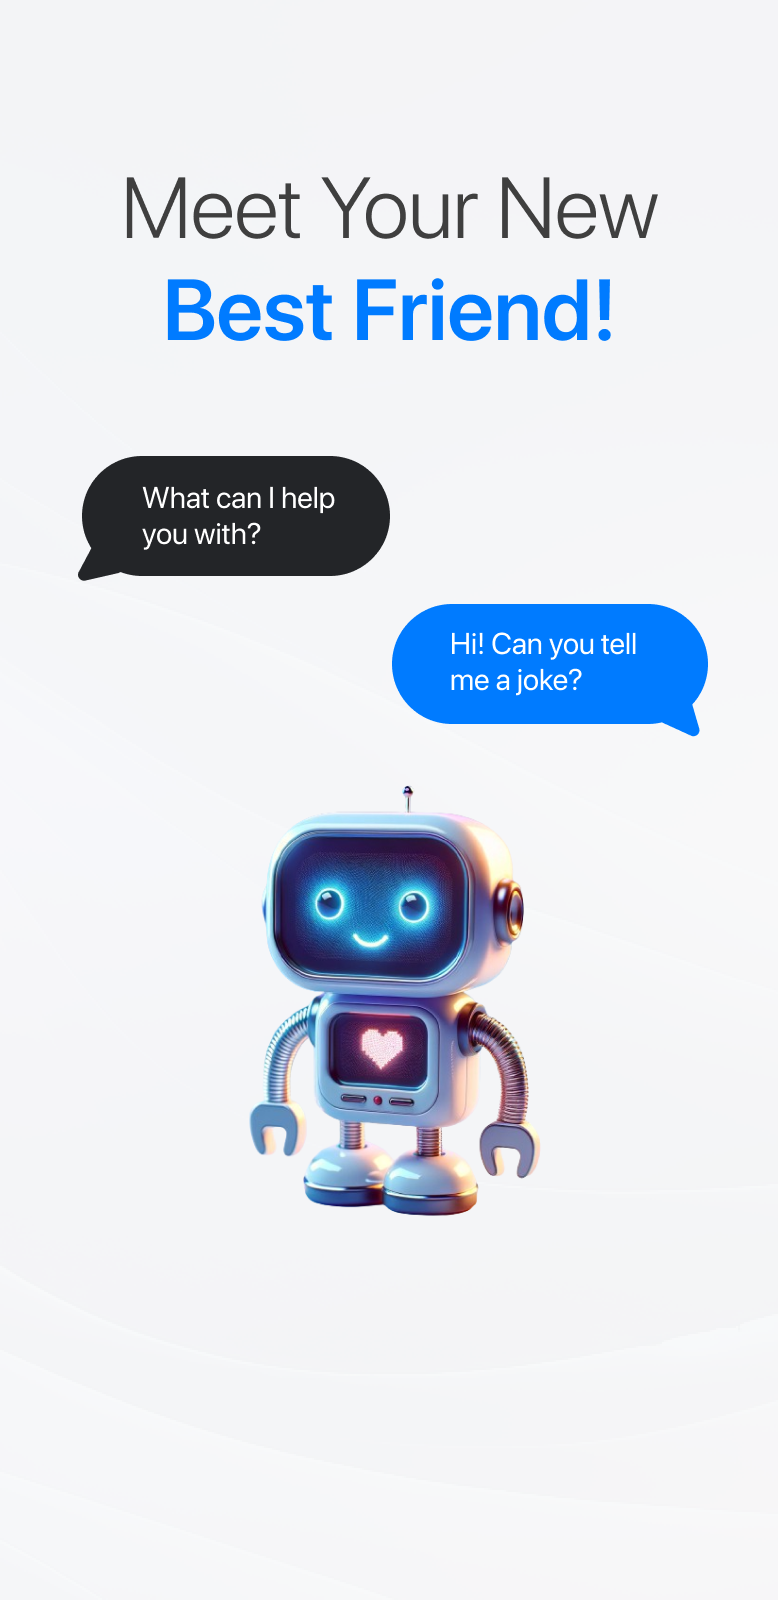 Meet Your New
Best Friend!
What can I help
you with?
Hi! Can you tell
me a joke?